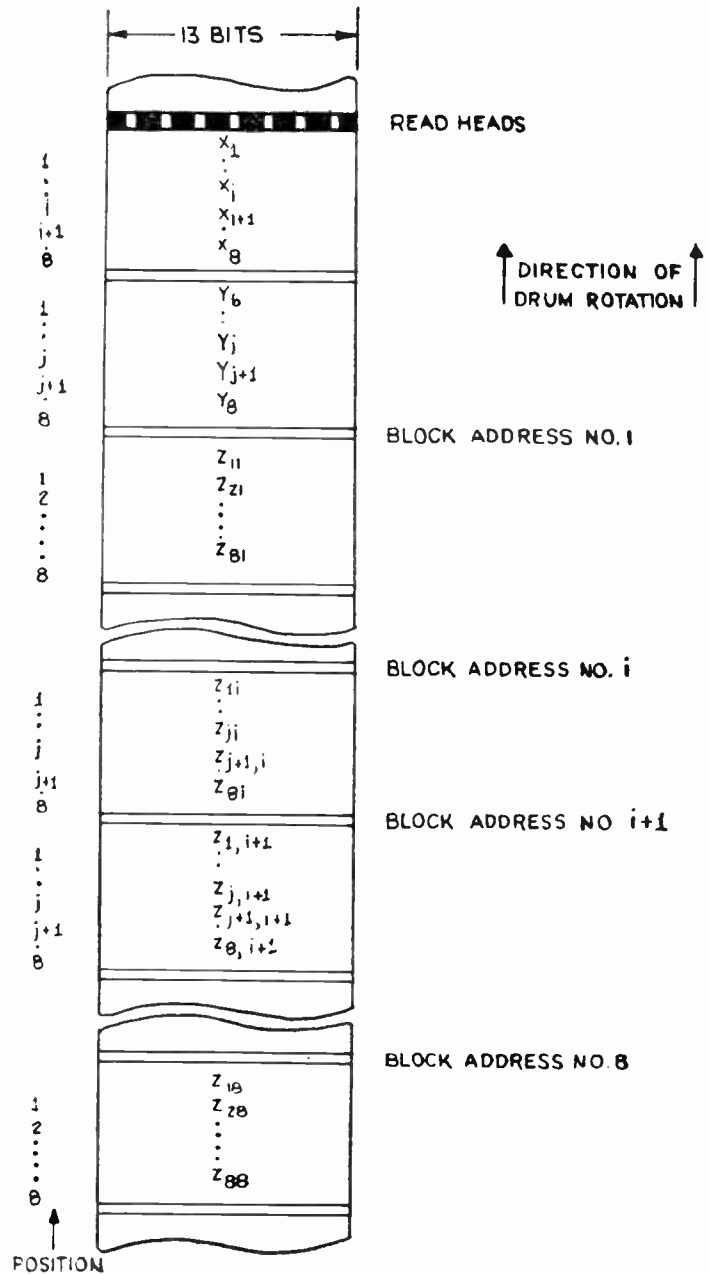 13 BITS
READ HEADS
1 X1
. .
. Xi
i Xi+1
i+1 .
8 X8
DIRECTION OF
DRUM ROTATION
1 Y6
. :
. Yj
j Yj+1
j+1 Y8
8
BLOCK ADDRESS NO. 1
1 Z11
2 Z21
. .
. .
. Z81
8
BLOCK ADDRESS NO. i
1 Z1i
. .
. Zji
j Zj+1,i
j+1 Z8i
8
BLOCK ADDRESS NO i+1
1 Z1,i+1
. .
. Zj,i+1
j Zj+1,i+1
j+1 Z8,i+1
8
BLOCK ADDRESS NO. 8
1 Z18
2 Z28
. .
. .
. Z88
8
POSITION